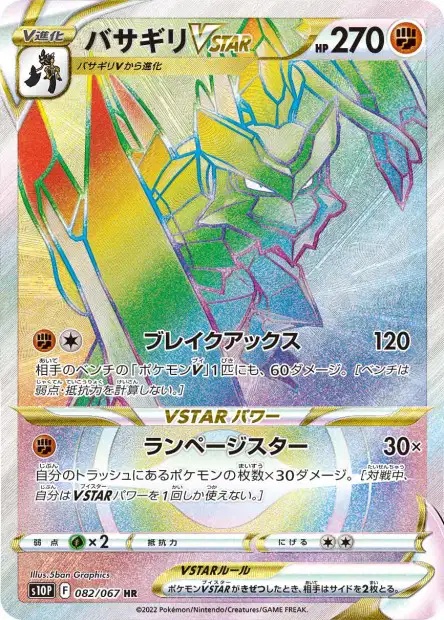 V進化
バサギリVSTAR
HP270
バサギリVから進化
ブレイクアックス 120
相手のベンチの「ポケモンV」1匹にも、60ダメージ。[ベンチは
弱点・抵抗力を計算しない。]
VSTARパワー
ランページスター 30×
自分のトラッシュにあるポケモンの枚数×30ダメージ。[対戦中、
自分はVSTARパワーを1回しか使えない。]
弱点 ×2 抵抗力 にげる
Illus.5ban Graphics
VSTARルール
s10P F 082/067 HR
ポケモンVSTARがきぜつしたとき、相手はサイドを2枚とる。
©2022 Pokémon/Nintendo/Creatures/GAME FREAK.